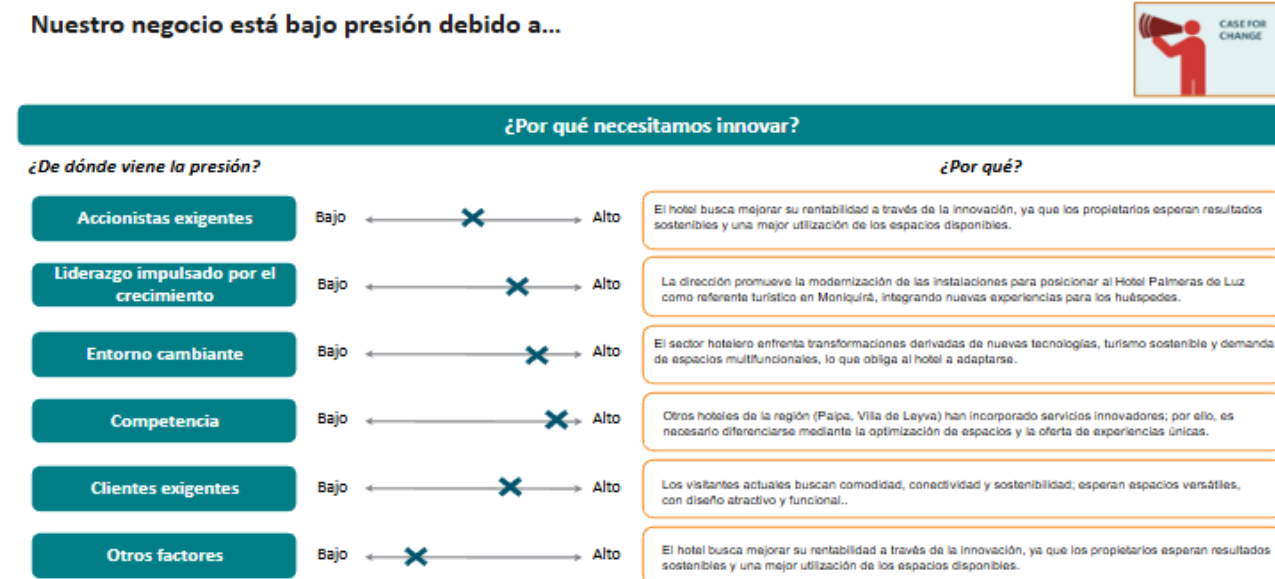 Nuestro negocio está bajo presión debido a...
CASE FOR
CHANGE
¿Por qué necesitamos innovar?
¿De dónde viene la presión?
¿Por qué?
Accionistas exigentes
Bajo
Alto
El hotel busca mejorar su rentabilidad a través de la innovación, ya que los propietarios esperan resultados
sostenibles y una mejor utilización de los espacios disponibles.
Liderazgo impulsado por el
crecimiento
Bajo
Alto
La dirección promueve la modernización de las instalaciones para posicionar al Hotel Palmeras de Luz
como referente turístico en Moniquirá, integrando nuevas experiencias para los huéspedes.
Entorno cambiante
Bajo
Alto
El sector hotelero enfrenta transformaciones derivadas de nuevas tecnologías, turismo sostenible y demanda
de espacios multifuncionales, lo que obliga al hotel a adaptarse.
Competencia
Bajo
Alto
Otros hoteles de la región (Paipa, Villa de Leyva) han incorporado servicios innovadores; por ello, es
necesario diferenciarse mediante la optimización de espacios y la oferta de experiencias únicas.
Clientes exigentes
Bajo
Alto
Los visitantes actuales buscan comodidad, conectividad y sostenibilidad; esperan espacios versátiles,
con diseño atractivo y funcional..
Otros factores
Bajo
Alto
El hotel busca mejorar su rentabilidad a través de la innovación, ya que los propietarios esperan resultados
sostenibles y una mejor utilización de los espacios disponibles.